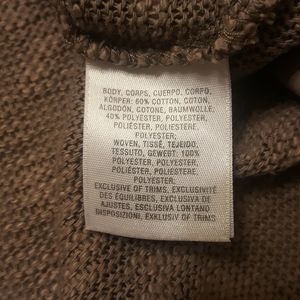 BODY, CORPS, CUERPO, CORPO,
KÖRPER: 60% COTTON, COTON,
ALGODÓN, COTONE, BAUMWOLLE;
40% POLYESTER, POLYESTER,
POLIÉSTER, POLIESTERE,
POLYESTER;
WOVEN, TISSÉ, TEJEIDO,
TESSUTO, GEWEBT: 100%
POLYESTER, POLYESTER,
POLIÉSTER, POLIESTERE,
POLYESTER;
EXCLUSIVE OF TRIMS, EXCLUSIVITÉ
DES ÉQUILIBRES, EXCLUSIVA DE
AJUSTES, ESCLUSIVA LONTANO
DISPOSIZIONI, EXKLUSIV OF TRIMS